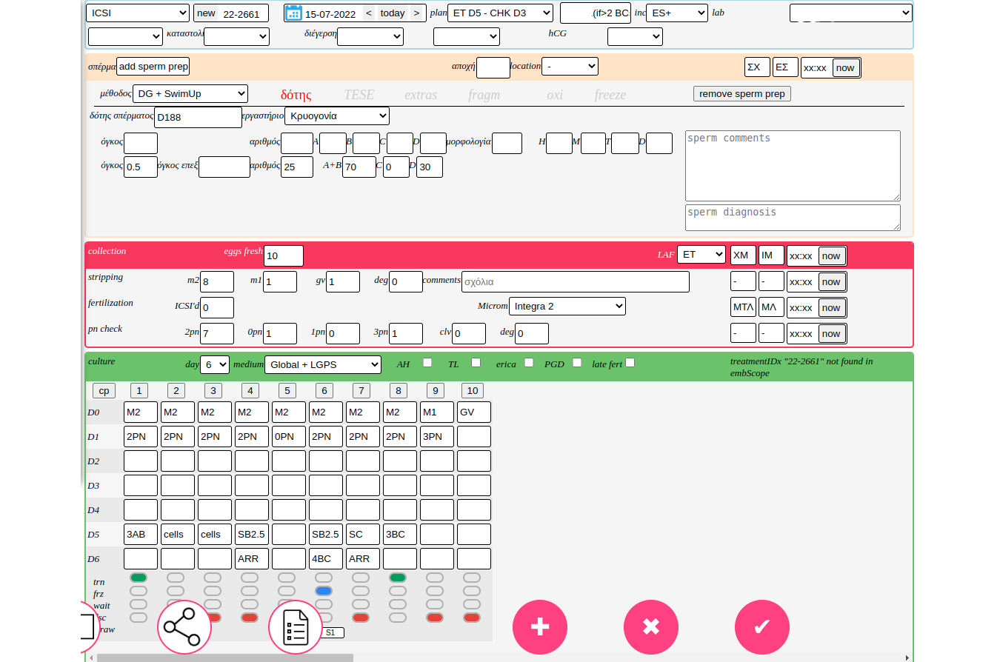 ICSI new 22-2661 15-07-2022 < today > plan ET D5 - CHK D3 .(if>2 BC: inc ES+ lab
καταστολή διέγερση hCG
σπέρμα add sperm prep αποχή location - ΣΧ ΕΣ xx:xx now
μέθοδος DG + SwimUp δότης TESE extras fragm oxi freeze remove sperm prep
δότης σπέρματος D188 εργαστήριο Κρυογονία
όγκος αριθμός A B C D μορφολογία H M T D sperm comments
όγκος 0.5 όγκος επεξ αριθμός 25 A+B 70 C 0 D 30
sperm diagnosis
collection eggs fresh 10 LAF ET ΧΜ ΙΜ xx:xx now
stripping m2 8 m1 1 gv 1 deg 0 comments σχόλια - - xx:xx now
fertilization ICSI'd 0 Microm Integra 2 ΜΤΛ ΜΛ xx:xx now
pn check 2pn 7 0pn 1 1pn 0 3pn 1 clv 0 deg 0 - - xx:xx now
culture day 6 medium Global + LGPS AH TL erica PGD late fert treatmentIDx "22-2661" not found in
embScope
cp 1 2 3 4 5 6 7 8 9 10
D0 M2 M2 M2 M2 M2 M2 M2 M2 M1 GV
D1 2PN 2PN 2PN 2PN 0PN 2PN 2PN 2PN 3PN
D2
D3
D4
D5 3AB cells cells SB2.5 SB2.5 SC 3BC
D6 ARR 4BC ARR
trn
frz
wait
S1